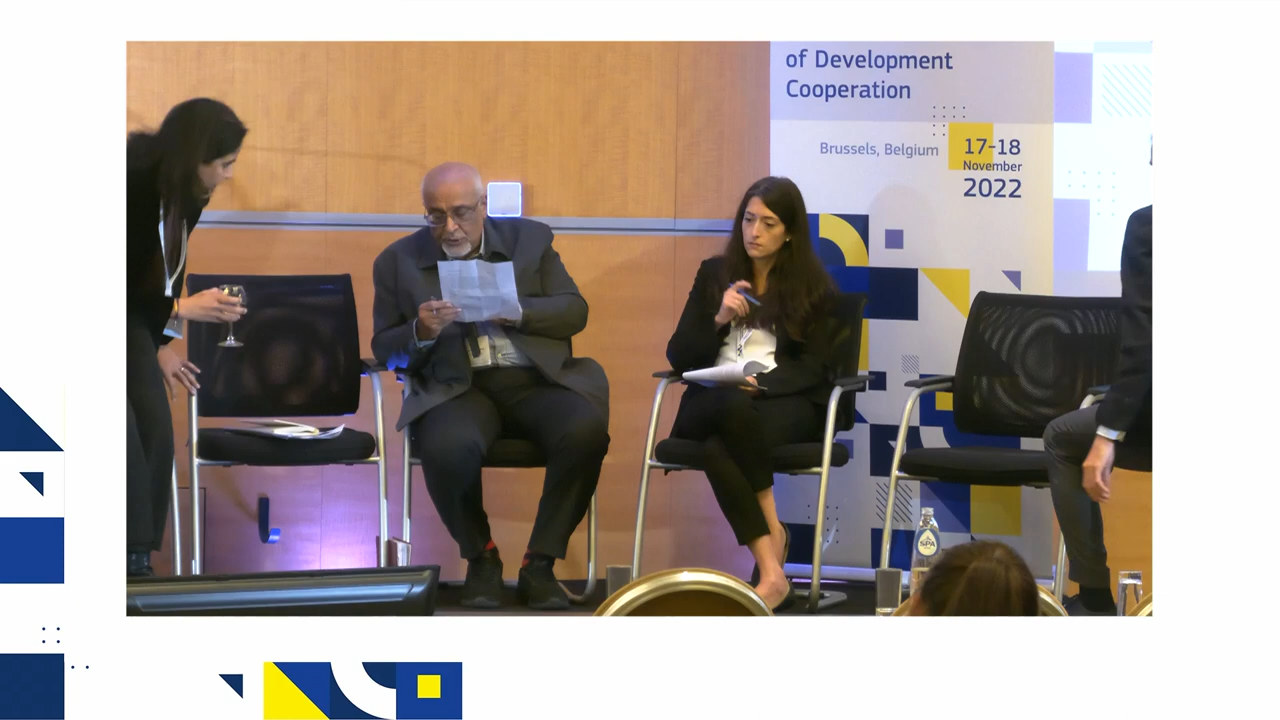 of Development
Cooperation
Brussels, Belgium
17-18
November
2022
SPA